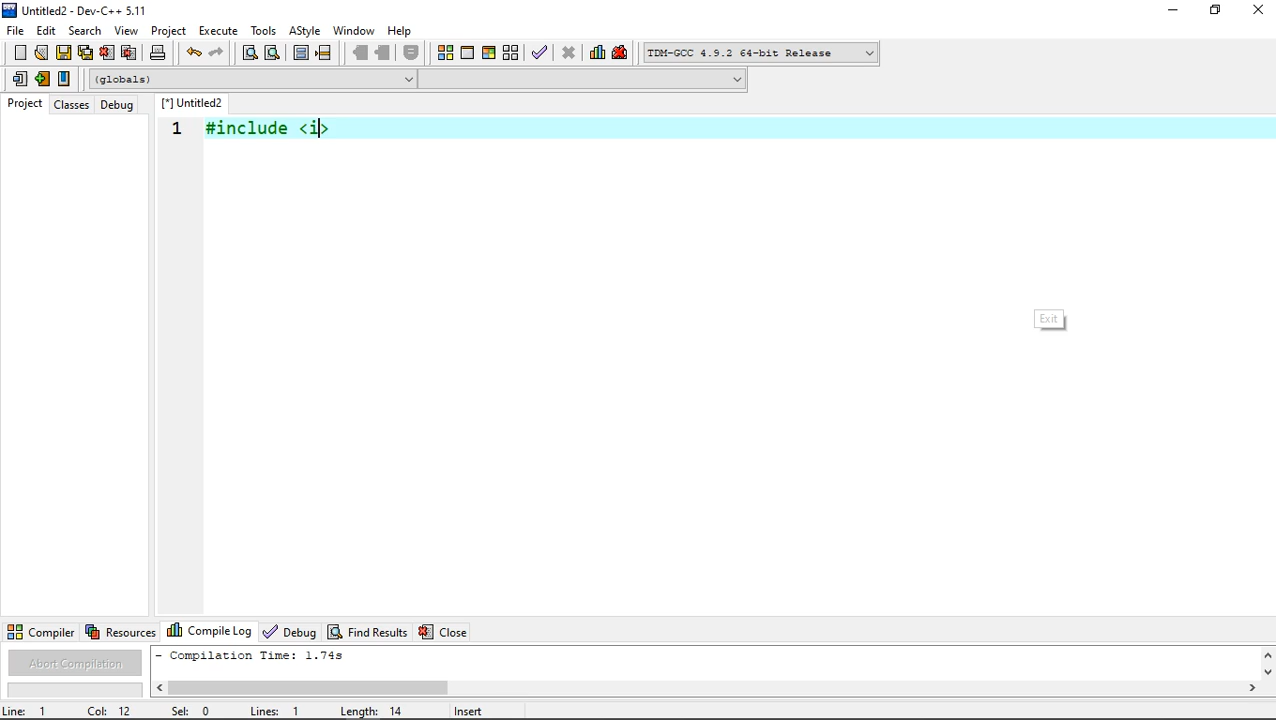 Untitled2 - Dev-C++ 5.11
File Edit Search View Project Execute Tools AStyle Window Help
TDM-GCC 4.9.2 64-bit Release
(globals)
Project Classes Debug [*] Untitled2
1 #include <i>
Exit
Compiler Resources Compile Log Debug Find Results Close
Abort Compilation - Compilation Time: 1.74s
Line: 1 Col: 12 Sel: 0 Lines: 1 Length: 14 Insert